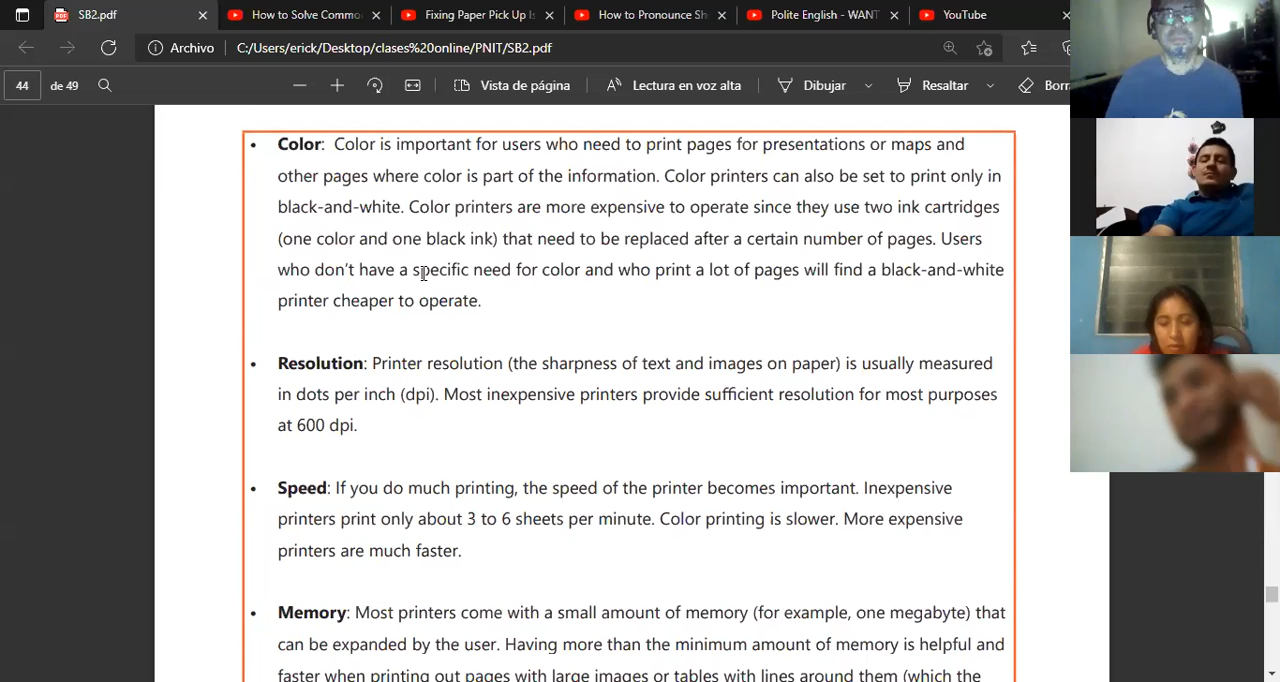 SB2.pdf
How to Solve Commo
Fixing Paper Pick Up Is
How to Pronounce Sh
Polite English - WANT
YouTube
Archivo
C:/Users/erick/Desktop/clases%20online/PNIT/SB2.pdf
44 de 49
Vista de página
Lectura en voz alta
Dibujar
Resaltar
Borr
• Color: Color is important for users who need to print pages for presentations or maps and
other pages where color is part of the information. Color printers can also be set to print only in
black-and-white. Color printers are more expensive to operate since they use two ink cartridges
(one color and one black ink) that need to be replaced after a certain number of pages. Users
who don't have a specific need for color and who print a lot of pages will find a black-and-white
printer cheaper to operate.
• Resolution: Printer resolution (the sharpness of text and images on paper) is usually measured
in dots per inch (dpi). Most inexpensive printers provide sufficient resolution for most purposes
at 600 dpi.
• Speed: If you do much printing, the speed of the printer becomes important. Inexpensive
printers print only about 3 to 6 sheets per minute. Color printing is slower. More expensive
printers are much faster.
• Memory: Most printers come with a small amount of memory (for example, one megabyte) that
can be expanded by the user. Having more than the minimum amount of memory is helpful and
faster when printing out pages with large images or tables with lines around them (which the